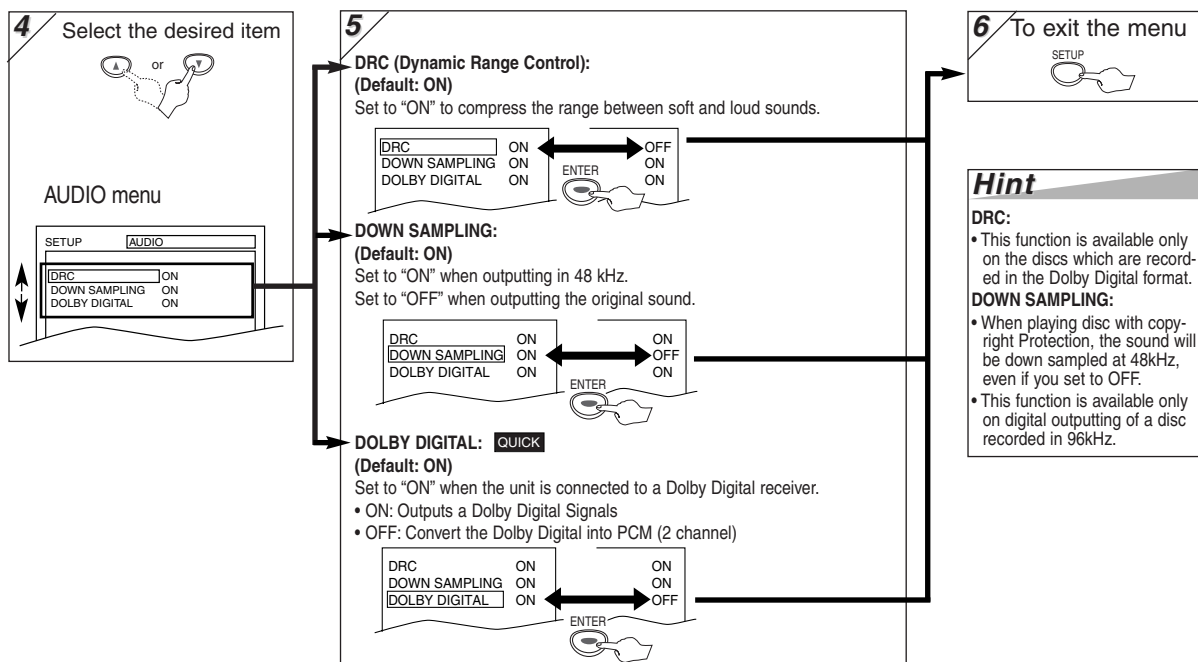 4 Select the desired item
▲ or ▼
AUDIO menu
SETUP AUDIO
DRC ON
DOWN SAMPLING ON
DOLBY DIGITAL ON
5
DRC (Dynamic Range Control):
(Default: ON)
Set to “ON” to compress the range between soft and loud sounds.
DRC ON OFF
DOWN SAMPLING ON ON
DOLBY DIGITAL ON ON
ENTER
DOWN SAMPLING:
(Default: ON)
Set to “ON” when outputting in 48 kHz.
Set to “OFF” when outputting the original sound.
DRC ON ON
DOWN SAMPLING ON OFF
DOLBY DIGITAL ON ON
ENTER
DOLBY DIGITAL: QUICK
(Default: ON)
Set to “ON” when the unit is connected to a Dolby Digital receiver.
• ON: Outputs a Dolby Digital Signals
• OFF: Convert the Dolby Digital into PCM (2 channel)
DRC ON ON
DOWN SAMPLING ON ON
DOLBY DIGITAL ON OFF
ENTER
6 To exit the menu
SETUP
Hint
DRC:
• This function is available only
on the discs which are record-
ed in the Dolby Digital format.
DOWN SAMPLING:
• When playing disc with copy-
right Protection, the sound will
be down sampled at 48kHz,
even if you set to OFF.
• This function is available only
on digital outputting of a disc
recorded in 96kHz.